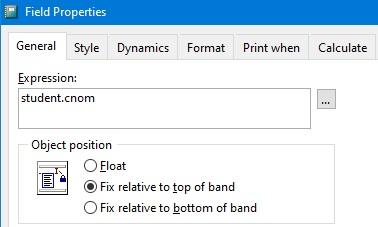 Field Properties
General Style Dynamics Format Print when Calculate
Expression:
student.cnom
...
Object position
Float
Fix relative to top of band
Fix relative to bottom of band